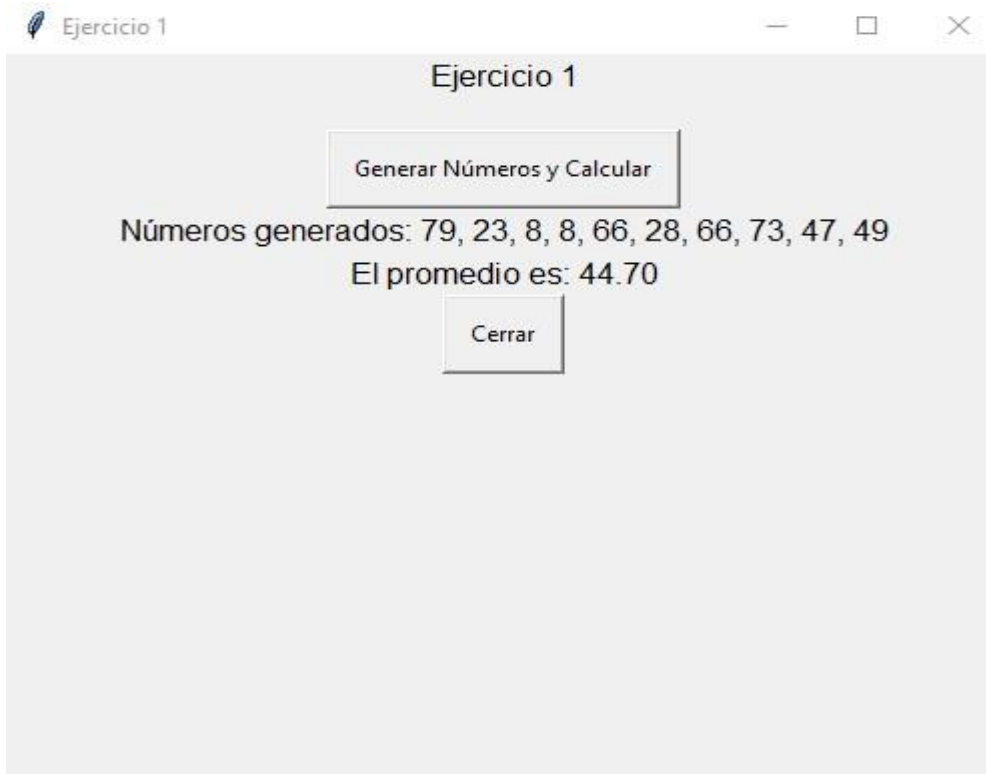 Ejercicio 1
Ejercicio 1
Generar Números y Calcular
Números generados: 79, 23, 8, 8, 66, 28, 66, 73, 47, 49
El promedio es: 44.70
Cerrar